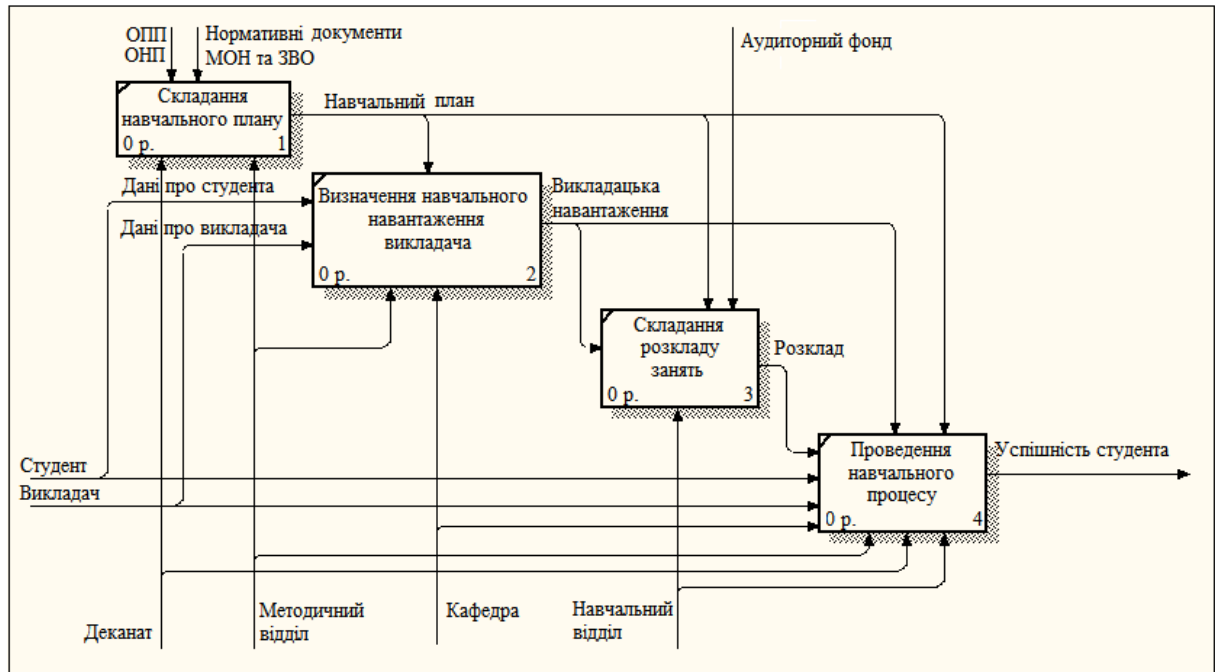 ОПП
ОНП
Нормативні документи
МОН та ЗВО
Аудиторний фонд
Складання
навчального плану
0 р. 1
Навчальний план
Дані про студента
Дані про викладача
Визначення навчального
навантаження
викладача
0 р. 2
Викладацька
навантаження
Складання
розкладу
занять
0 р. 3
Розклад
Студент
Викладач
Проведення
навчального
процесу
0 р. 4
Успішність студента
Деканат
Методичний
відділ
Кафедра
Навчальний
відділ